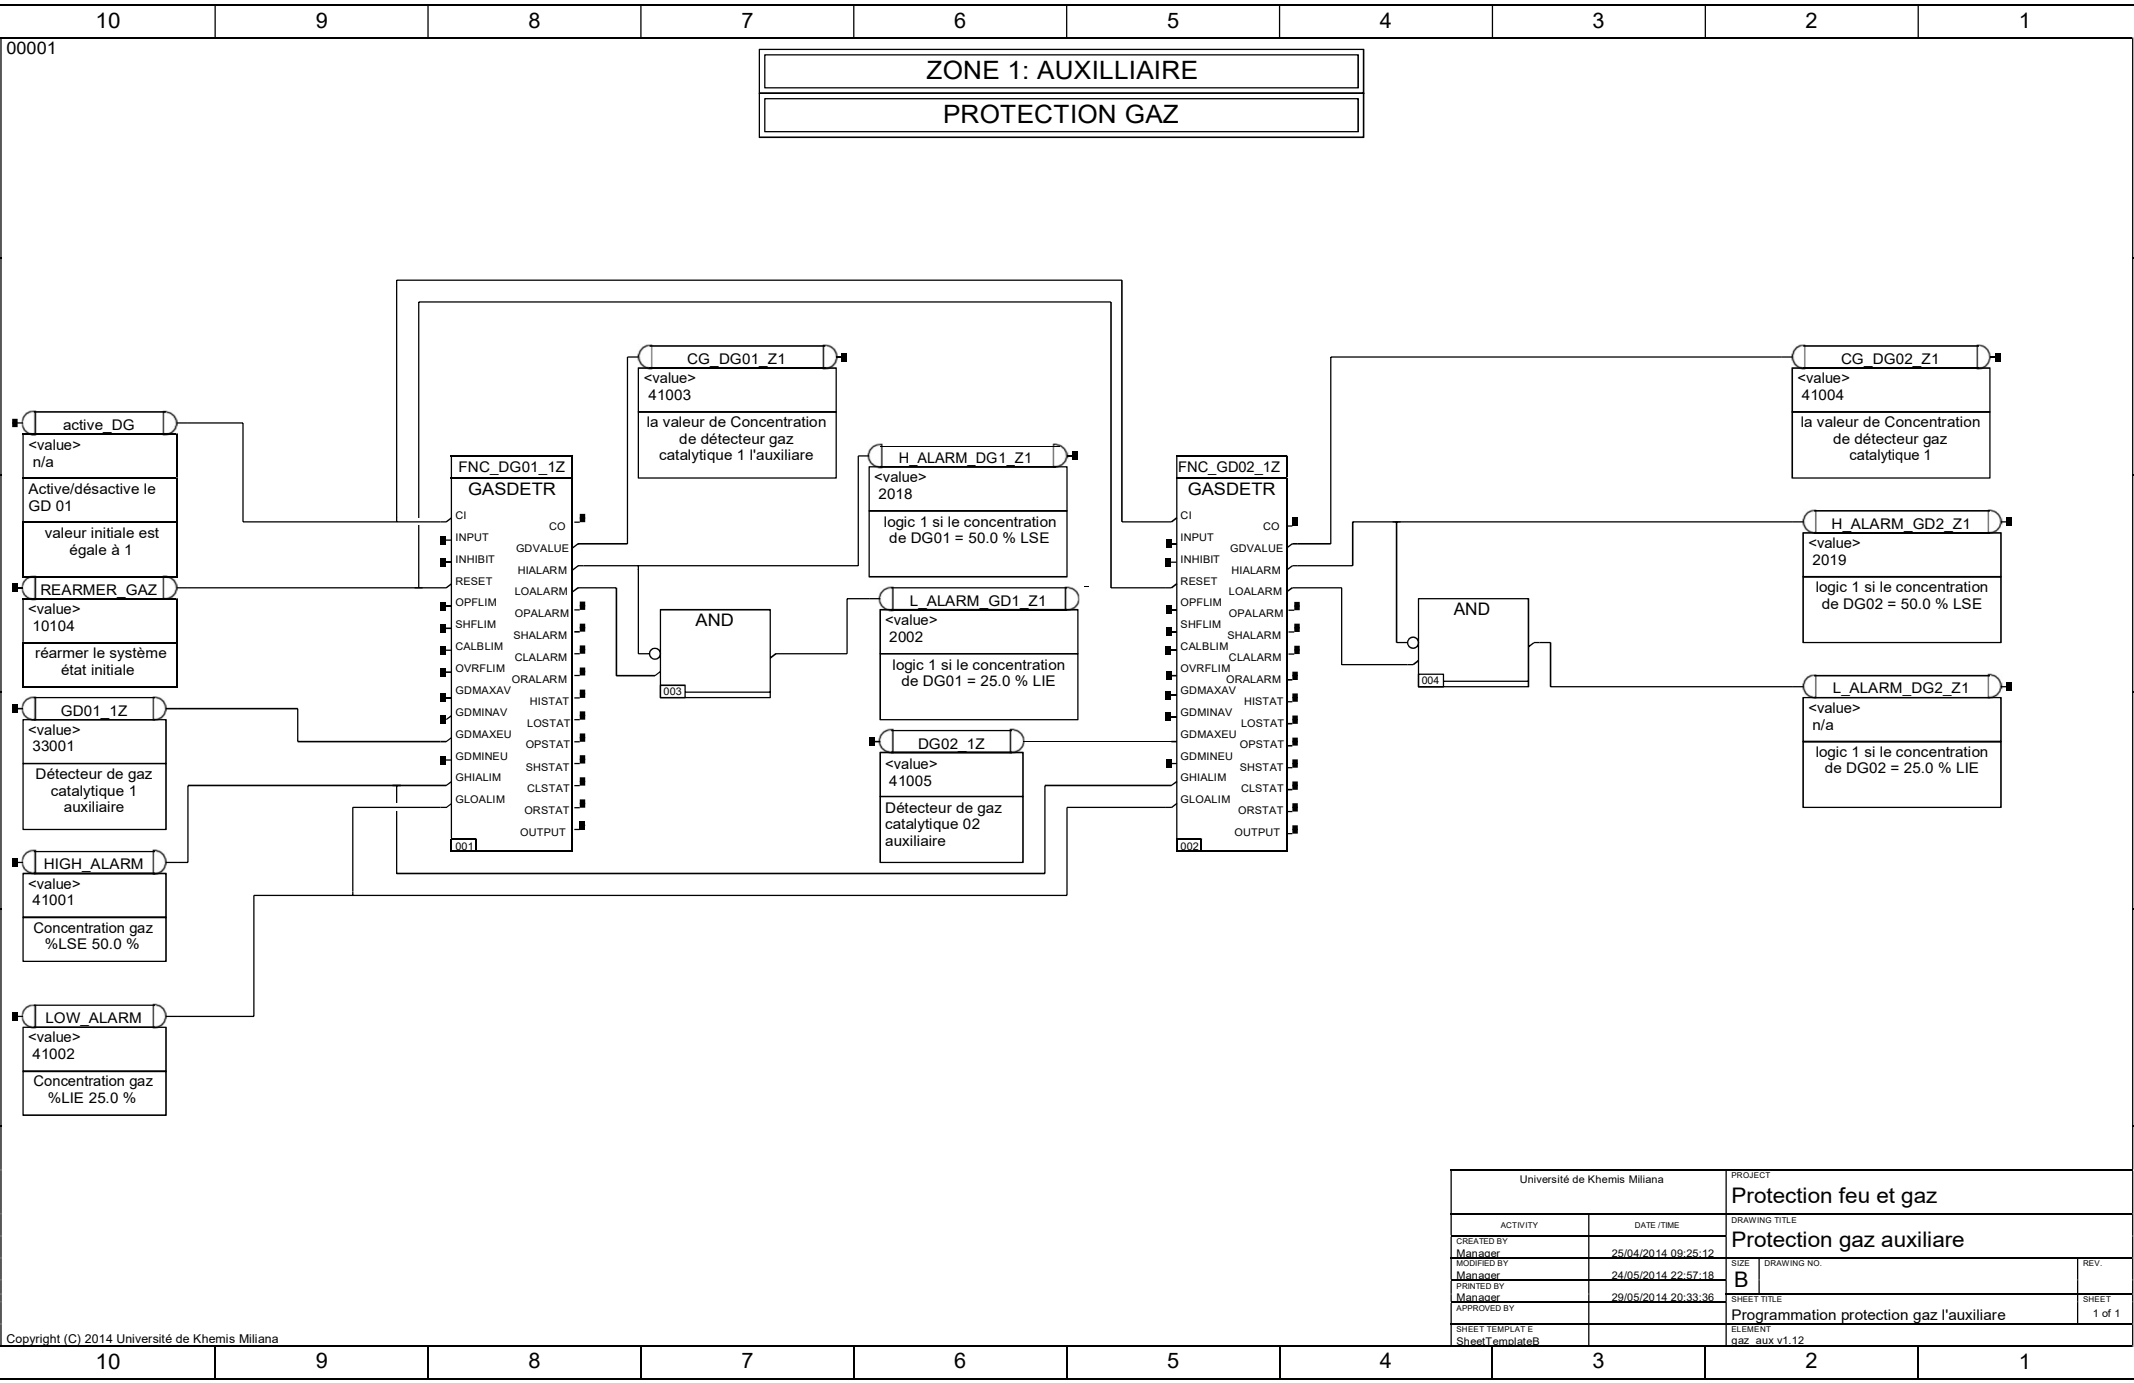 10 9 8 7 6 5 4 3 2 1
00001
ZONE 1: AUXILLIAIRE
PROTECTION GAZ
active_DG
<value>
n/a
Active/désactive le
GD 01
valeur initiale est
égale à 1
REARMER_GAZ
<value>
10104
réarmer le système
état initiale
GD01_1Z
<value>
33001
Détecteur de gaz
catalytique 1
auxiliaire
HIGH_ALARM
<value>
41001
Concentration gaz
%LSE 50.0 %
LOW_ALARM
<value>
41002
Concentration gaz
%LIE 25.0 %
FNC_DG01_1Z
GASDETR
CI
CO
INPUT
GDVALUE
INHIBIT
HIALARM
RESET
LOALARM
OPFLIM
OPALARM
SHFLIM
SHALARM
CALBLIM
CLALARM
OVRFLIM
ORALARM
GDMAXAV
HISTAT
GDMINAV
LOSTAT
GDMAXEU
OPSTAT
GDMINEU
SHSTAT
GHIALIM
CLSTAT
GLOALIM
ORSTAT
OUTPUT
001
CG_DG01_Z1
<value>
41003
la valeur de Concentration
de détecteur gaz
catalytique 1 l'auxiliare
AND
003
H_ALARM_DG1_Z1
<value>
2018
logic 1 si le concentration
de DG01 = 50.0 % LSE
L_ALARM_GD1_Z1
<value>
2002
logic 1 si le concentration
de DG01 = 25.0 % LIE
DG02_1Z
<value>
41005
Détecteur de gaz
catalytique 02
auxiliaire
FNC_GD02_1Z
GASDETR
CI
CO
INPUT
GDVALUE
INHIBIT
HIALARM
RESET
LOALARM
OPFLIM
OPALARM
SHFLIM
SHALARM
CALBLIM
CLALARM
OVRFLIM
ORALARM
GDMAXAV
HISTAT
GDMINAV
LOSTAT
GDMAXEU
OPSTAT
GDMINEU
SHSTAT
GHIALIM
CLSTAT
GLOALIM
ORSTAT
OUTPUT
002
AND
004
CG_DG02_Z1
<value>
41004
la valeur de Concentration
de détecteur gaz
catalytique 1
H_ALARM_GD2_Z1
<value>
2019
logic 1 si le concentration
de DG02 = 50.0 % LSE
L_ALARM_DG2_Z1
<value>
n/a
logic 1 si le concentration
de DG02 = 25.0 % LIE
Université de Khemis Miliana
ACTIVITY DATE /TIME
CREATED BY
Manager 25/04/2014 09:25:12
MODIFIED BY
Manager 24/05/2014 22:57:18
PRINTED BY
Manager 29/05/2014 20:33:36
APPROVED BY
SHEET TEMPLAT E
SheetTemplateB
PROJECT
Protection feu et gaz
DRAWING TITLE
Protection gaz auxiliare
SIZE DRAWING NO. REV.
B
SHEET TITLE SHEET
Programmation protection gaz l'auxiliare 1 of 1
ELEMENT
gaz_aux v1.12
Copyright (C) 2014 Université de Khemis Miliana
10 9 8 7 6 5 4 3 2 1